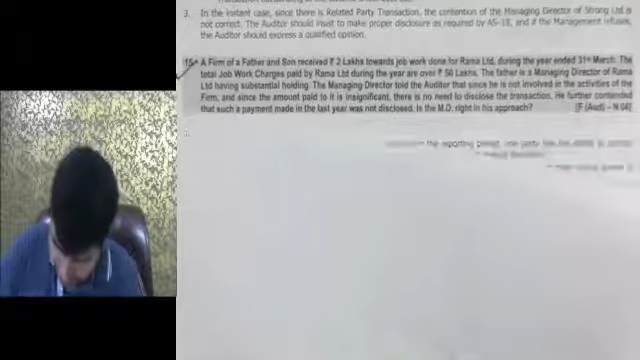 3. In the instant case, since there is Related Party Transaction, the contention of the Managing Director of Strong Ltd is
not correct. The Auditor should insist to make proper disclosure as required by AS-18, and if the Management refuses,
the Auditor should express a qualified opinion.
15.* A Firm of a Father and Son received ₹ 2 Lakhs towards job work done for Rama Ltd, during the year ended 31st March. The
total Job Work Charges paid by Rama Ltd during the year are over ₹ 50 Lakhs. The father is a Managing Director of Rama
Ltd having substantial holding. The Managing Director told the Auditor that since he is not involved in the activities of the
Firm, and since the amount paid to it is insignificant, there is no need to disclose the transaction. He further contended
that such a payment made in the last year was not disclosed. Is the M.D. right in his approach? [F (Aud) – N 04]
the reporting period, one party